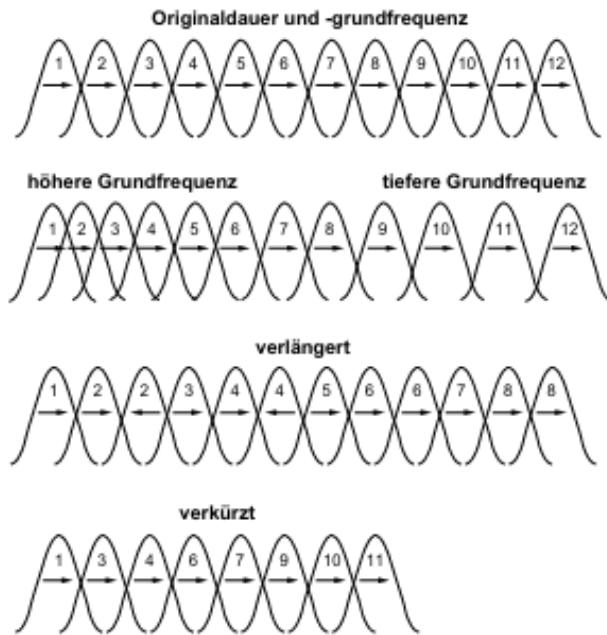 Originaldauer und -grundfrequenz
1 2 3 4 5 6 7 8 9 10 11 12
höhere Grundfrequenz tiefere Grundfrequenz
1 2 3 4 5 6 7 8 9 10 11 12
verlängert
1 2 2 3 4 4 5 6 6 7 8 8
verkürzt
1 3 4 6 7 9 10 11